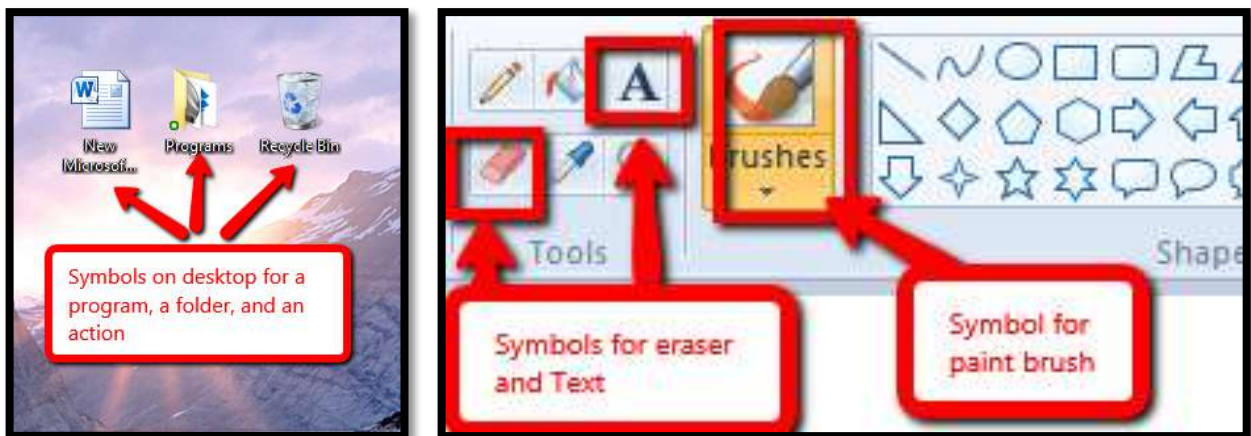 W
New
Microsof...
Programs
Recycle Bin
Symbols on desktop for a
program, a folder, and an
action
A
Brushes
Tools
Shape
Symbols for eraser
and Text
Symbol for
paint brush